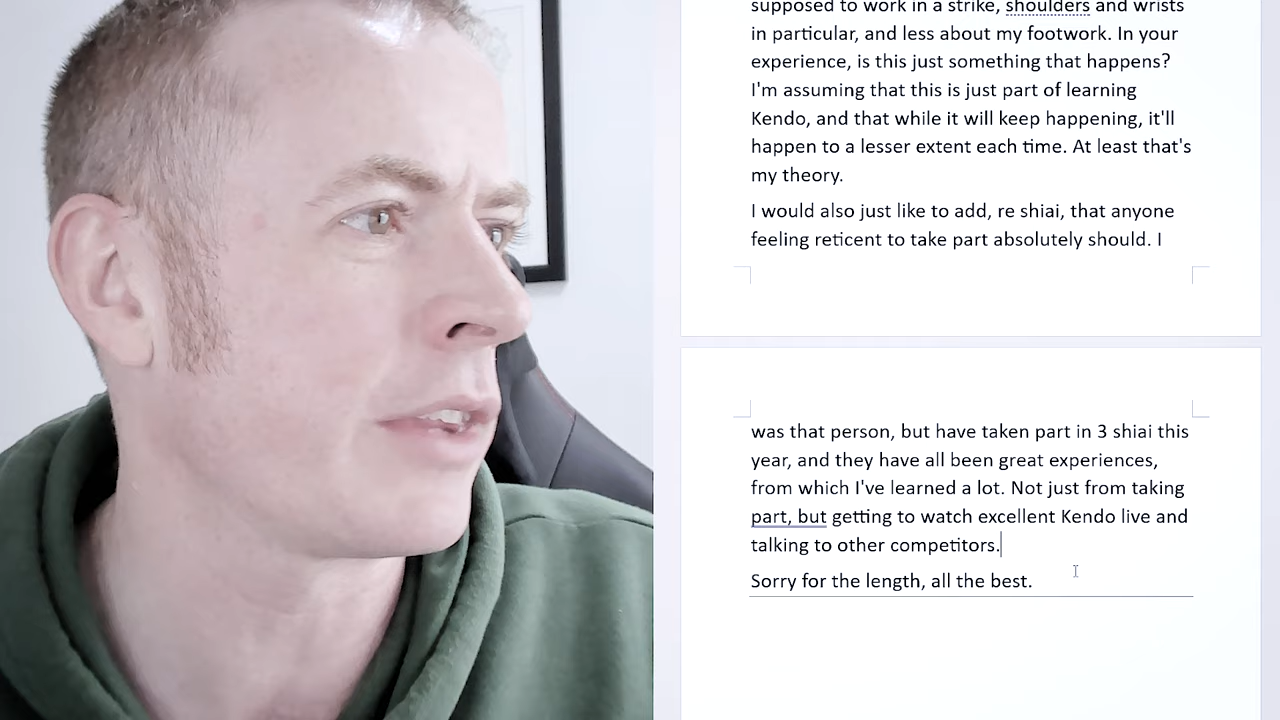 supposed to work in a strike, shoulders and wrists
in particular, and less about my footwork. In your
experience, is this just something that happens?
I'm assuming that this is just part of learning
Kendo, and that while it will keep happening, it'll
happen to a lesser extent each time. At least that's
my theory.
I would also just like to add, re shiai, that anyone
feeling reticent to take part absolutely should. I
was that person, but have taken part in 3 shiai this
year, and they have all been great experiences,
from which I've learned a lot. Not just from taking
part, but getting to watch excellent Kendo live and
talking to other competitors.
Sorry for the length, all the best.